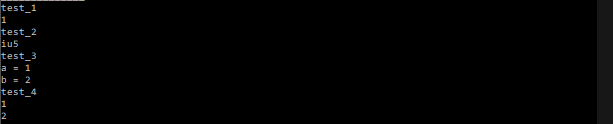 test_1
1
test_2
iu5
test_3
a = 1
b = 2
test_4
1
2